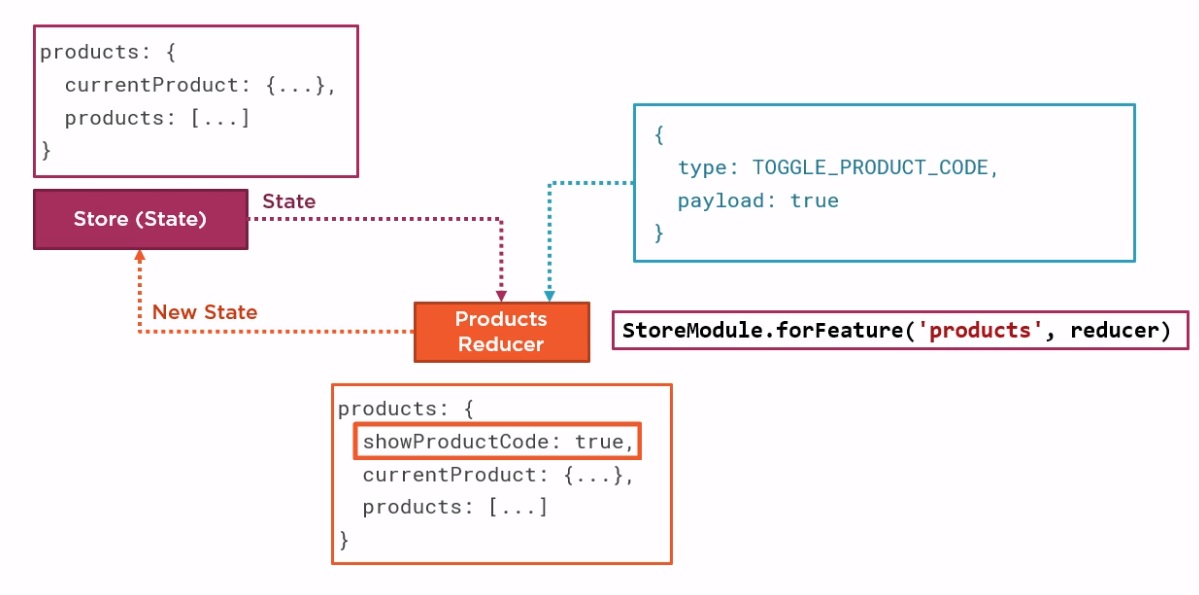 products: {
currentProduct: {...},
products: [...]
}
Store (State)
State
New State
{
type: TOGGLE_PRODUCT_CODE,
payload: true
}
Products
Reducer
StoreModule.forFeature('products', reducer)
products: {
showProductCode: true,
currentProduct: {...},
products: [...]
}